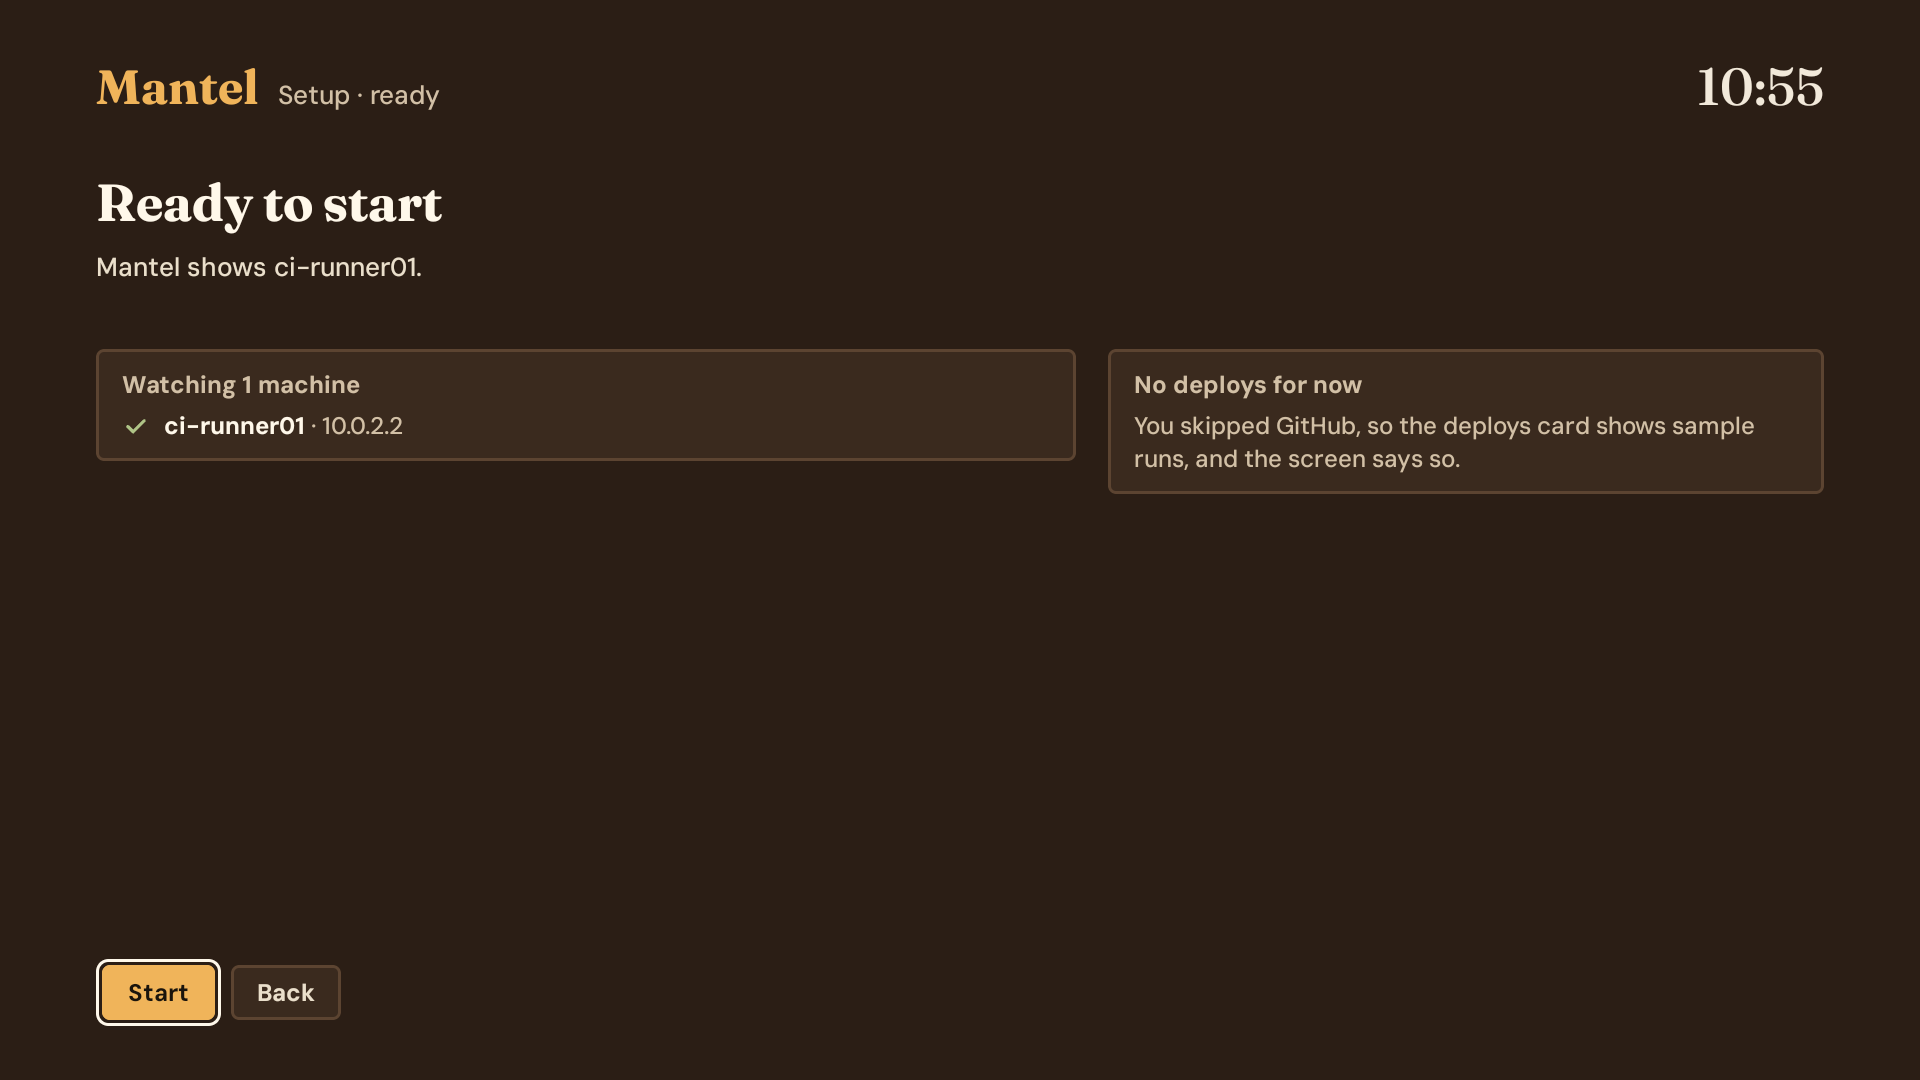 Mantel Setup · ready
10:55
Ready to start
Mantel shows ci-runner01.
Watching 1 machine
ci-runner01 · 10.0.2.2
No deploys for now
You skipped GitHub, so the deploys card shows sample
runs, and the screen says so.
Start
Back